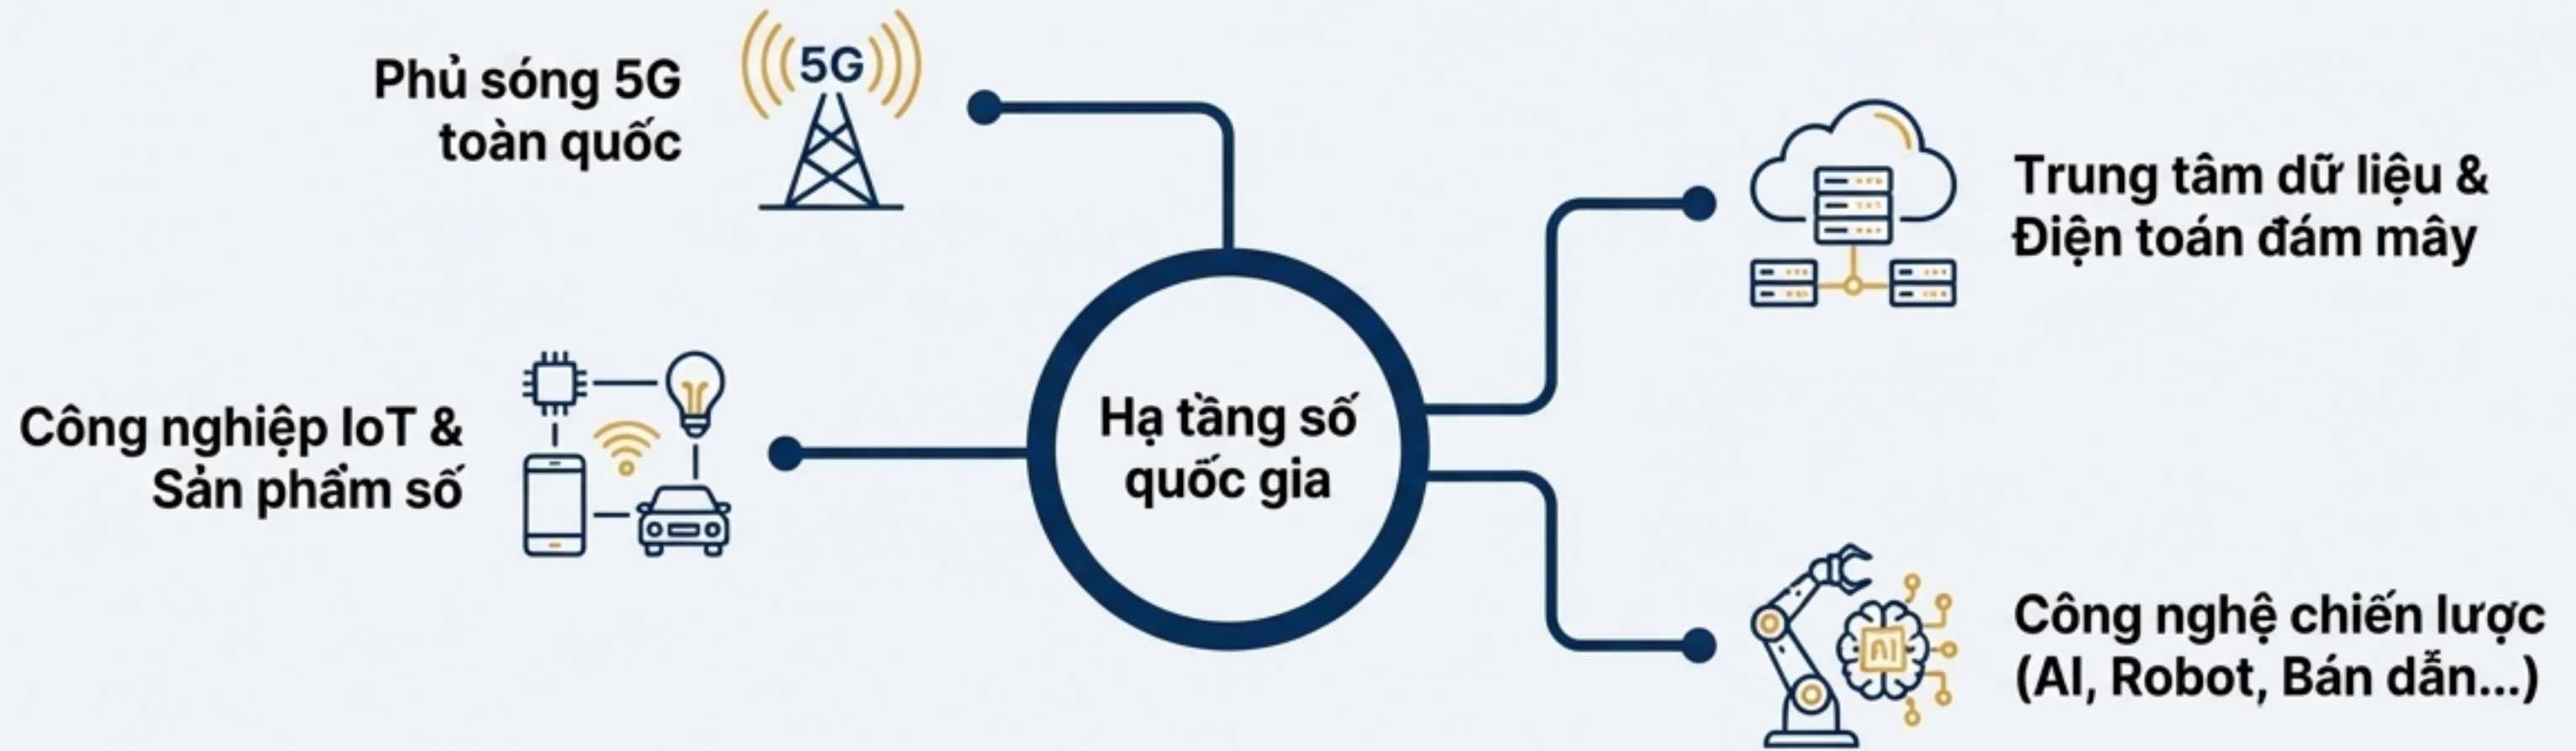 Phủ sóng 5G
toàn quốc
5G
Trung tâm dữ liệu &
Điện toán đám mây
Công nghiệp IoT &
Sản phẩm số
Hạ tầng số
quốc gia
AI
Công nghệ chiến lược
(AI, Robot, Bán dẫn...)